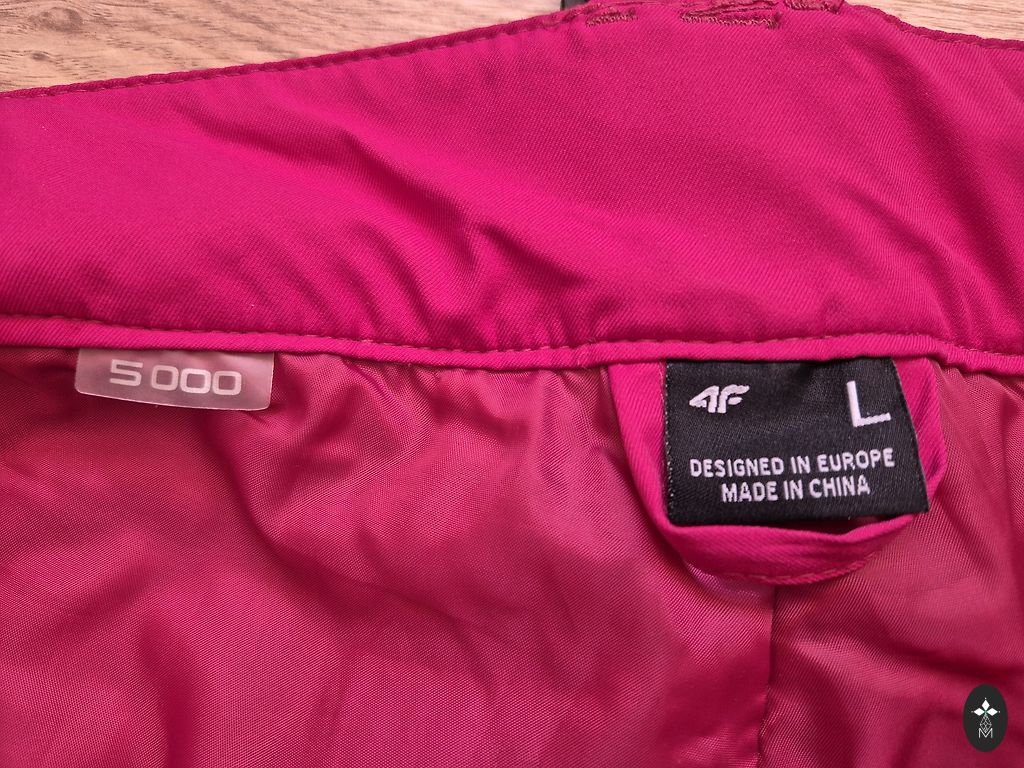 5000
4F
L
DESIGNED IN EUROPE
MADE IN CHINA
M